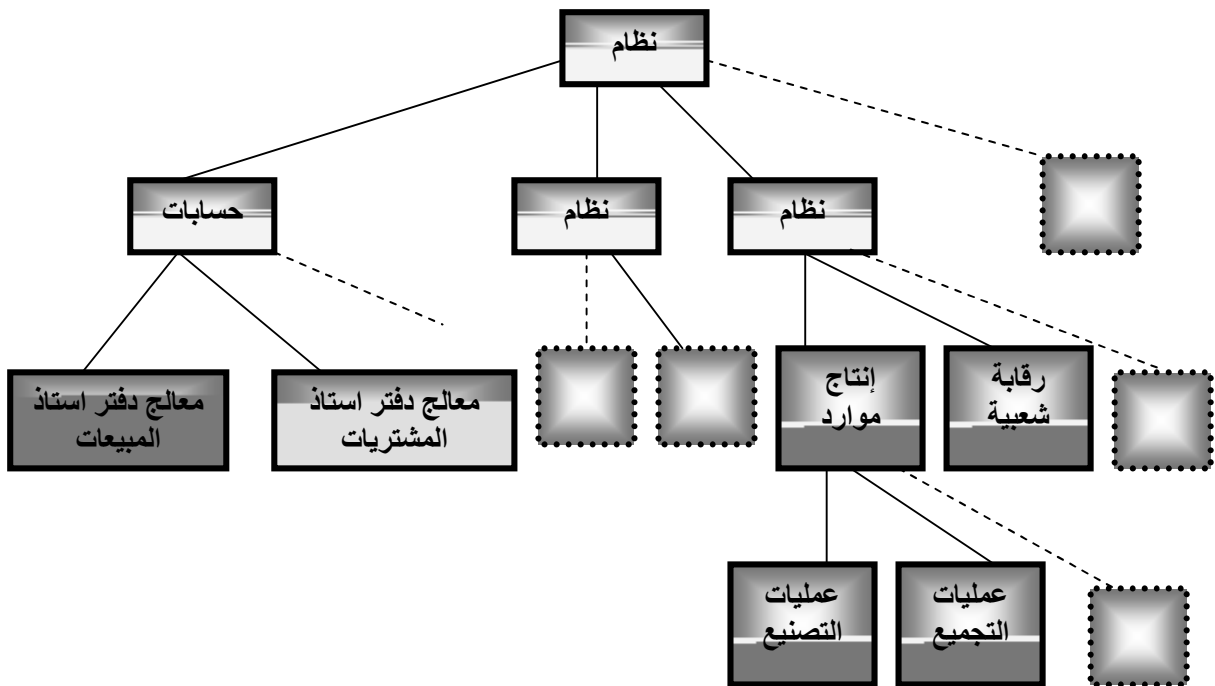 نظام
حسابات
نظام
نظام
معالج دفتر استاذ
المبيعات
معالج دفتر استاذ
المشتريات
إنتاج
موارد
رقابة
شعبية
عمليات
التصنيع
عمليات
التجميع